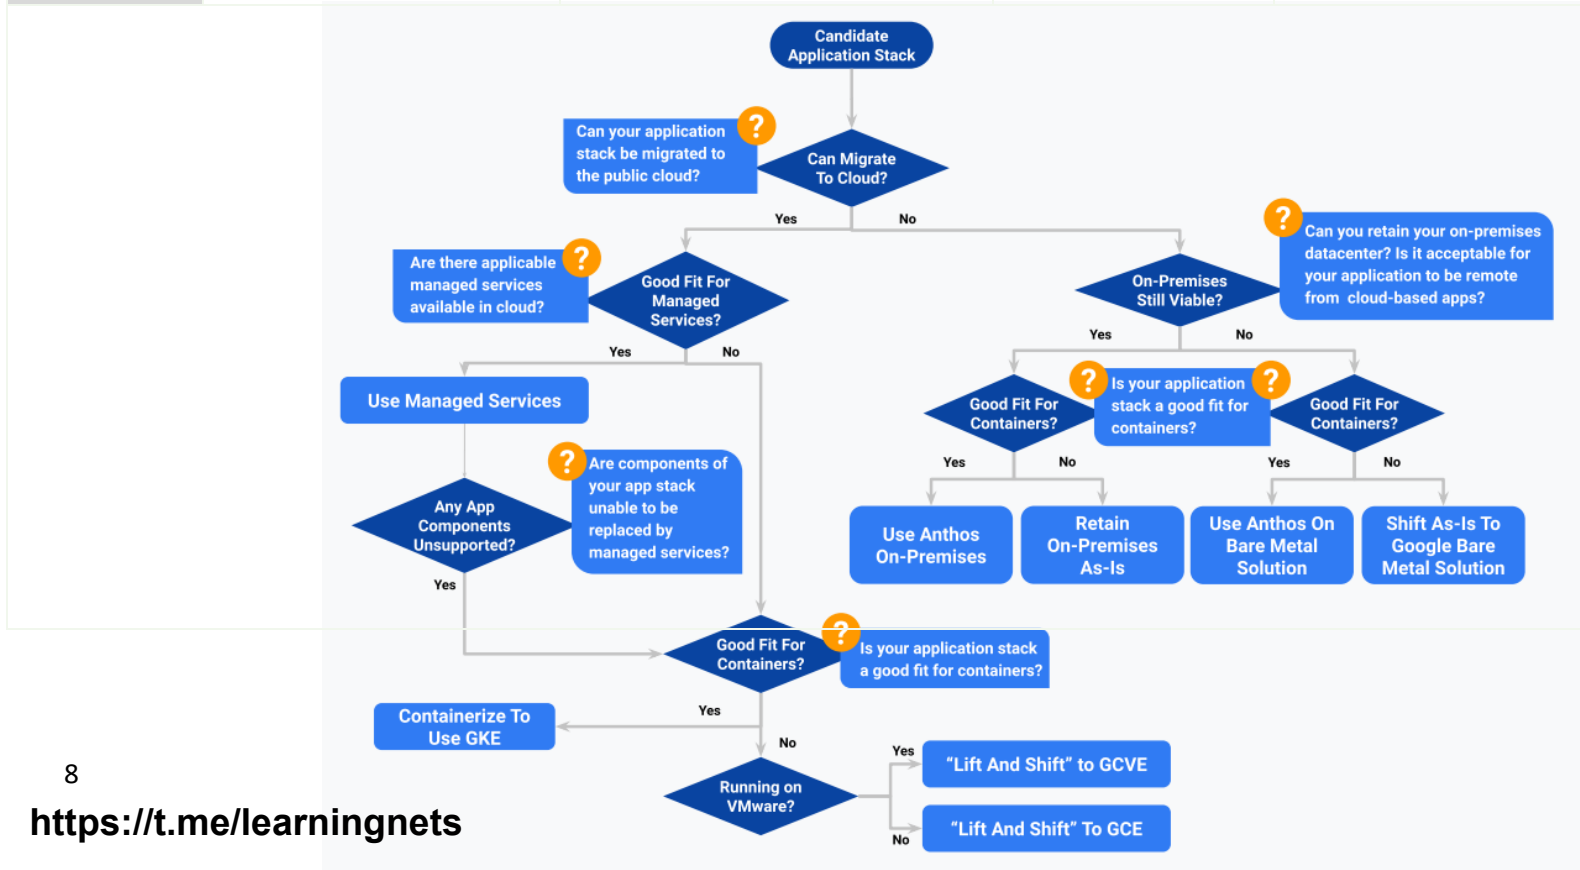 Candidate
Application Stack
Can your application
stack be migrated to
the public cloud?
?
Can Migrate
To Cloud?
Yes
No
Are there applicable
managed services
available in cloud?
?
Good Fit For
Managed
Services?
?
Can you retain your on-premises
datacenter? Is it acceptable for
your application to be remote
from cloud-based apps?
On-Premises
Still Viable?
Yes
No
Yes
No
Use Managed Services
Good Fit For
Containers?
?
Is your application
stack a good fit for
containers?
?
Good Fit For
Containers?
Yes
No
Yes
No
?
Are components of
your app stack
unable to be
replaced by
managed services?
Any App
Components
Unsupported?
Yes
Use Anthos
On-Premises
Retain
On-Premises
As-Is
Use Anthos On
Bare Metal
Solution
Shift As-Is To
Google Bare
Metal Solution
Good Fit For
Containers?
?
Is your application stack
a good fit for containers?
Yes
Containerize To
Use GKE
No
Running on
VMware?
Yes
"Lift And Shift" to GCVE
No
"Lift And Shift" To GCE
8
https://t.me/learningnets